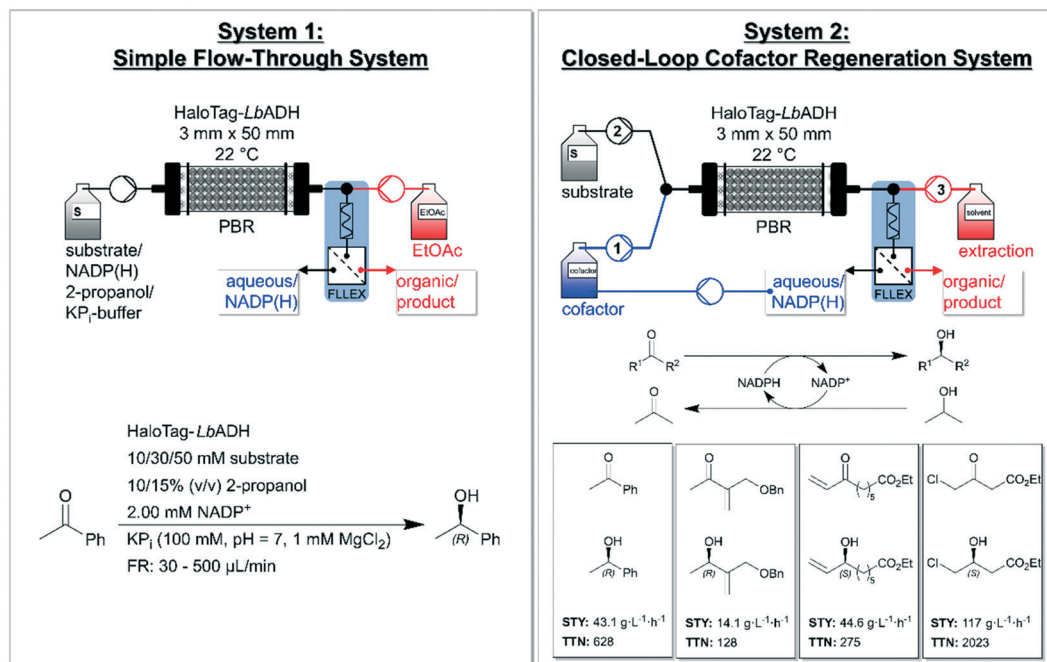 System 1:
Simple Flow-Through System
HaloTag-LbADH
3 mm x 50 mm
22 °C
S
PBR
EtOAc
substrate/
NADP(H)
2-propanol/
KPi-buffer
EtOAc
aqueous/
NADP(H)
FLLEX
organic/
product
HaloTag-LbADH
10/30/50 mM substrate
10/15% (v/v) 2-propanol
2.00 mM NADP+
KPi (100 mM, pH = 7, 1 mM MgCl2)
FR: 30 - 500 µL/min
O
Ph
OH
(R)
Ph
System 2:
Closed-Loop Cofactor Regeneration System
HaloTag-LbADH
3 mm x 50 mm
22 °C
S
2
substrate
PBR
3
solvent
extraction
1
cofactor
cofactor
aqueous/
NADP(H)
FLLEX
organic/
product
O
R1 R2
OH
R1 R2
NADPH
NADP+
O
OH
O
Ph
OH
(R)
Ph
STY: 43.1 g·L-1·h-1
TTN: 628
O
OBn
OH
(R)
OBn
STY: 14.1 g·L-1·h-1
TTN: 128
O
( )5 CO2Et
OH
(S)
( )5 CO2Et
STY: 44.6 g·L-1·h-1
TTN: 275
O
Cl
CO2Et
OH
Cl
(S)
CO2Et
STY: 117 g·L-1·h-1
TTN: 2023